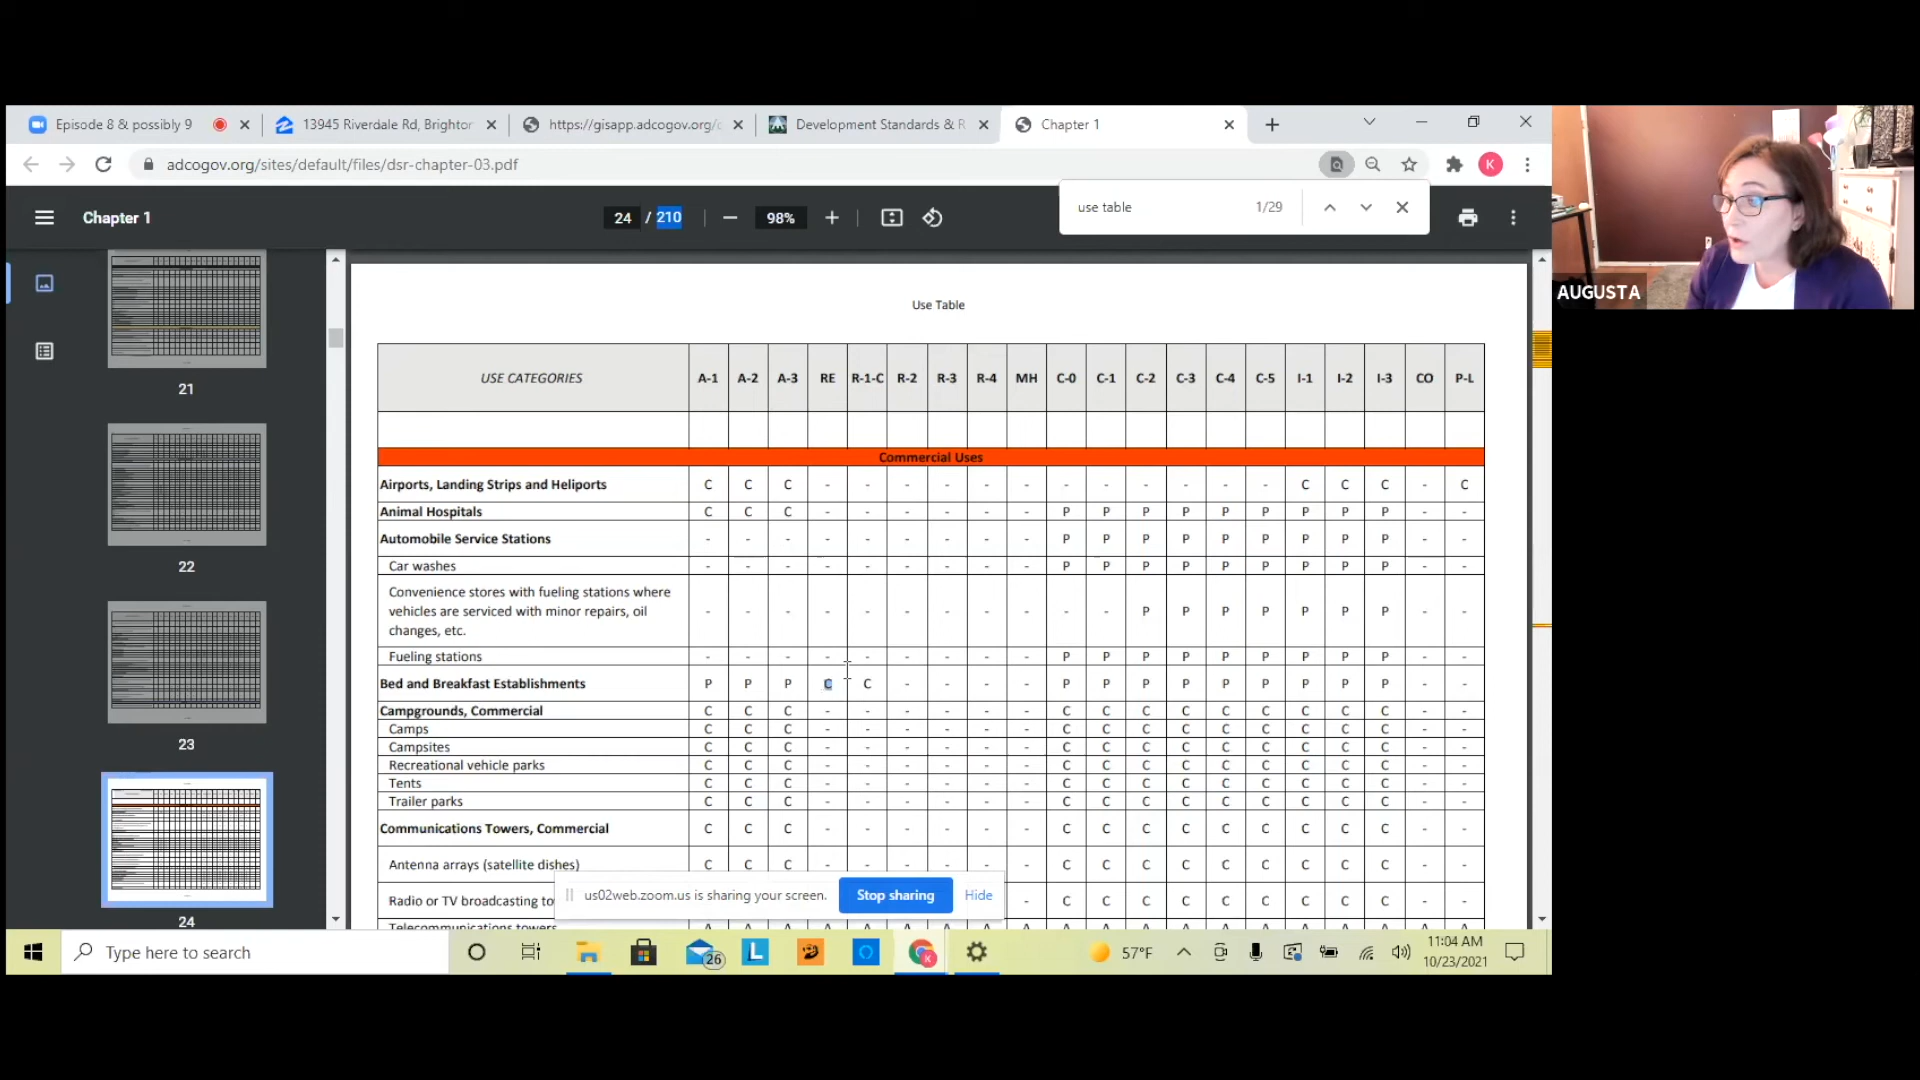 Episode 8 & possibly 9
13945 Riverdale Rd, Brighton
https://gisapp.adcogov.org/
Development Standards & R
Chapter 1
adcogov.org/sites/default/files/dsr-chapter-03.pdf
K
Chapter 1
24 / 210
98%
use table
1/29
21
22
23
24
Use Table
USE CATEGORIES A-1 A-2 A-3 RE R-1-C R-2 R-3 R-4 MH C-0 C-1 C-2 C-3 C-4 C-5 I-1 I-2 I-3 CO P-L
Commercial Uses
Airports, Landing Strips and Heliports C C C - - - - - - - - - - - - C C C - C
Animal Hospitals C C C - - - - - - P P P P P P P P P - -
Automobile Service Stations - - - - - - - - - P P P P P P P P P - -
Car washes - - - - - - - - - P P P P P P P P P - -
Convenience stores with fueling stations where
vehicles are serviced with minor repairs, oil - - - - - - - - - - - P P P P P P P - -
changes, etc.
Fueling stations - - - - - - - - - P P P P P P P P P - -
Bed and Breakfast Establishments P P P C C - - - - P P P P P P P P P - -
Campgrounds, Commercial C C C - - - - - - C C C C C C C C C - -
Camps C C C - - - - - - C C C C C C C C C - -
Campsites C C C - - - - - - C C C C C C C C C - -
Recreational vehicle parks C C C - - - - - - C C C C C C C C C - -
Tents C C C - - - - - - C C C C C C C C C - -
Trailer parks C C C - - - - - - C C C C C C C C C - -
Communications Towers, Commercial C C C - - - - - - C C C C C C C C C - -
Antenna arrays (satellite dishes) C C C - - - - - - C C C C C C C C C - -
Radio or TV broadcasting to - C C C C C C C C C - -
Telecommunications towers
us02web.zoom.us is sharing your screen.
Stop sharing
Hide
Type here to search
26
L
57°F
11:04 AM
10/23/2021
AUGUSTA